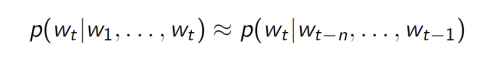 p(w_t|w_1, . . . , w_t) ≈ p(w_t|w_{t−n}, . . . , w_{t−1})